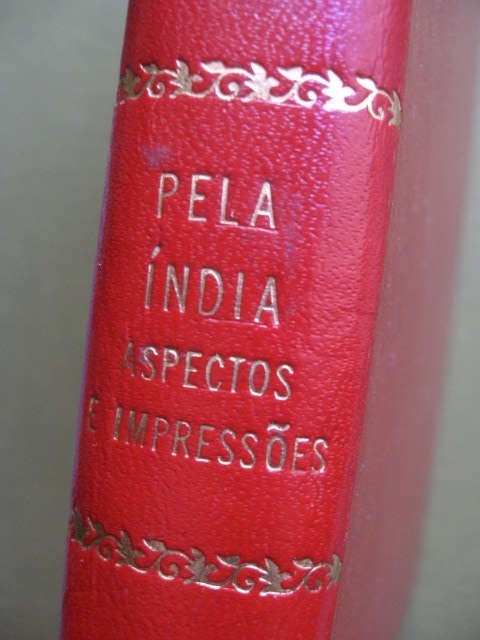 PELA
ÍNDIA
ASPECTOS
E IMPRESSÕES